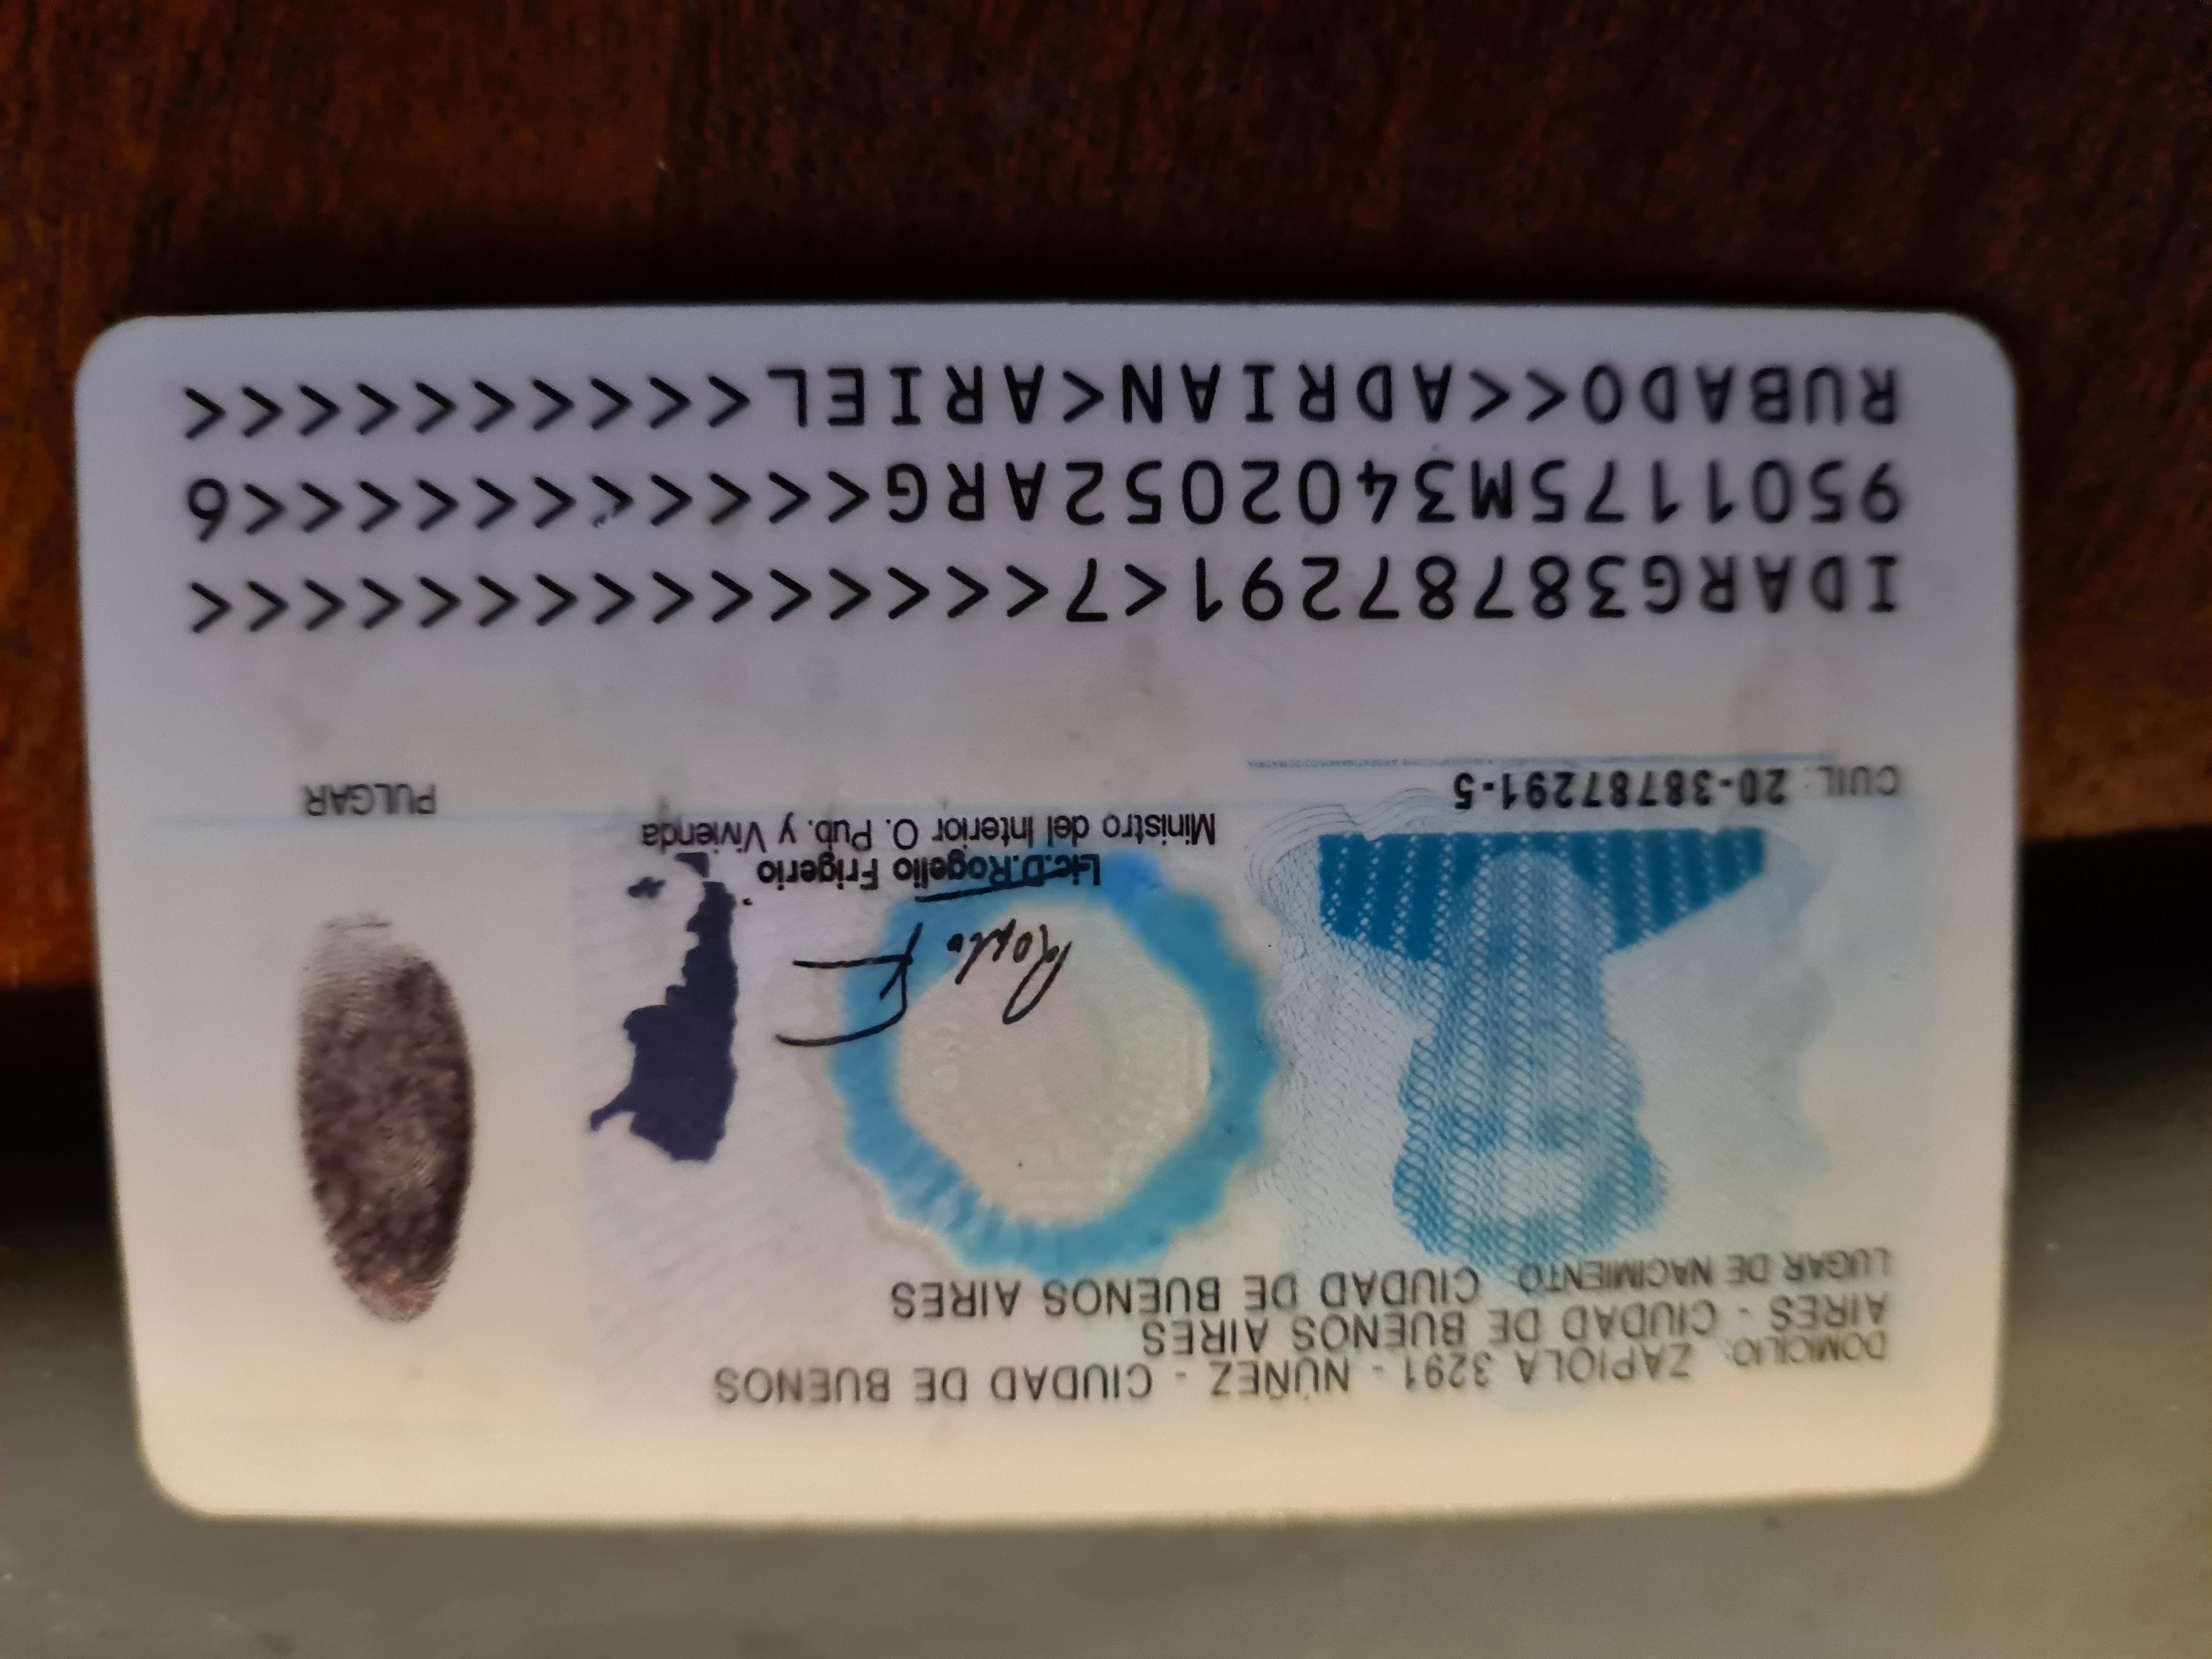 DOMICILIO: ZAPIOLA 3291 - NÚÑEZ - CIUDAD DE BUENOS
AIRES - CIUDAD DE BUENOS AIRES
LUGAR DE NACIMIENTO: CIUDAD DE BUENOS AIRES
Lic.D.Rogelio Frigerio
Ministro del Interior O. Pub. y Vivienda
PULGAR
CUIL: 20-38787291-5
IDARG38787291<7<<<<<<<<<<<<<<<
9501175M3402052ARG<<<<<<<<<<<6
RUBADO<<ADRIAN<ARIEL<<<<<<<<<<